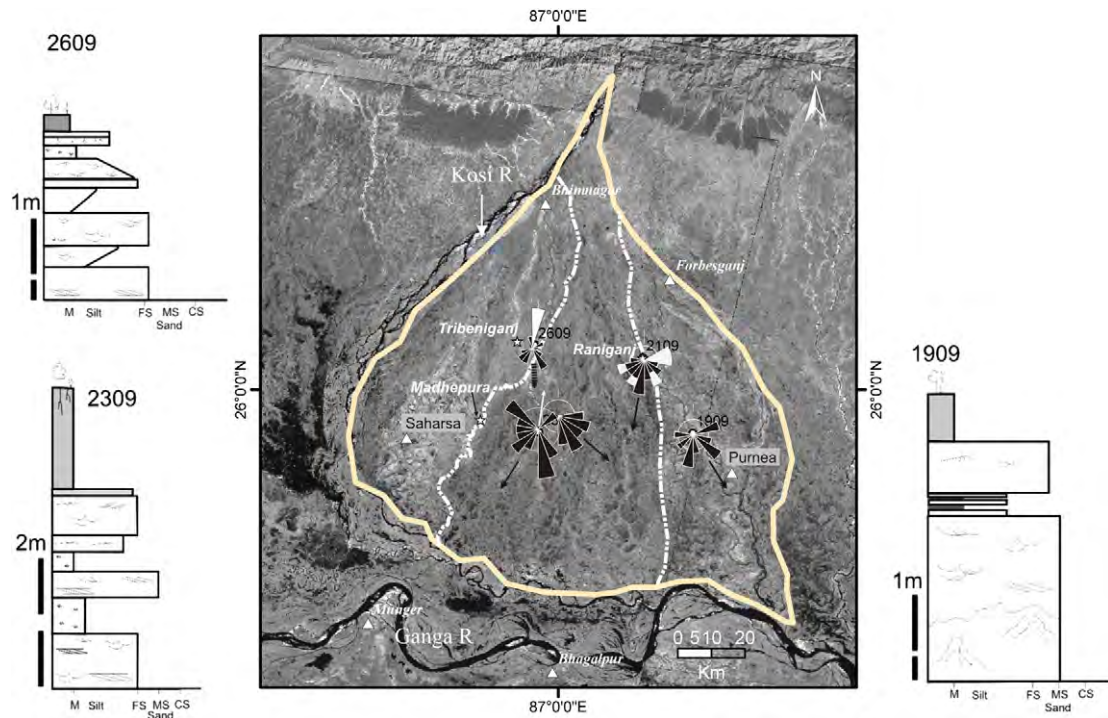 2609
1m
M Silt FS MS CS
Sand
2309
2m
M Silt FS MS CS
Sand
87°0'0"E
26°0'0"N
N
Kosi R
Bhimnagar
Forbesganj
Tribeniganj
2609
Raniganj
2109
Madhepura
Saharsa
1909
Purnea
Munger
Ganga R
Bhagalpur
0 5 10 20
Km
87°0'0"E
26°0'0"N
1909
1m
M Silt FS MS CS
Sand